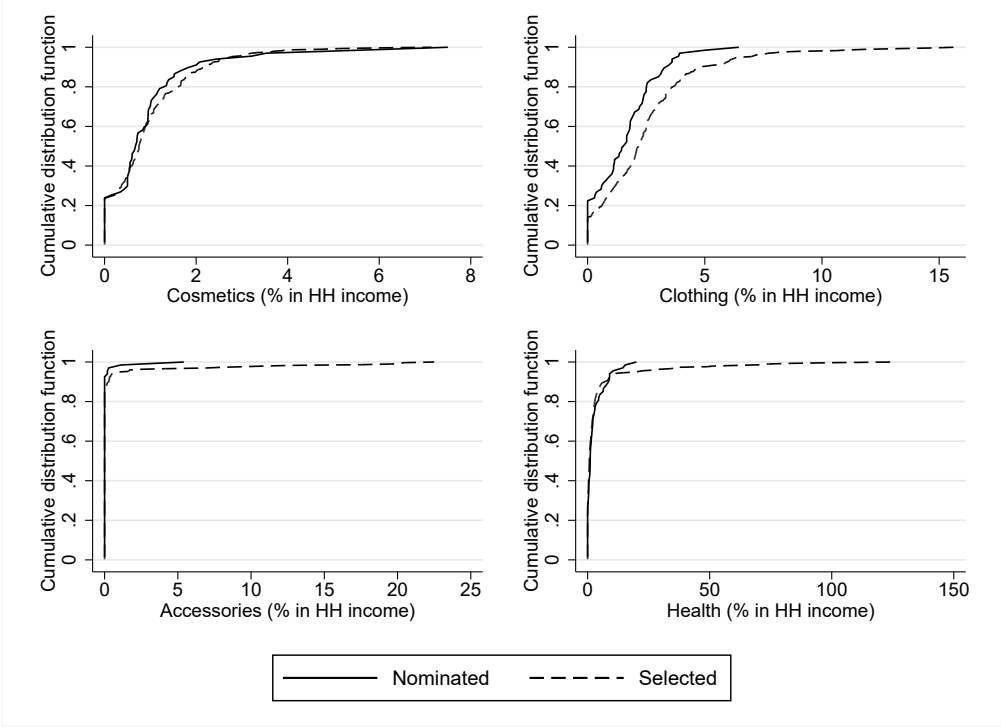 Cumulative distribution function
1
.8
.6
.4
.2
0
0 2 4 6 8
Cosmetics (% in HH income)
Cumulative distribution function
1
.8
.6
.4
.2
0
0 5 10 15
Clothing (% in HH income)
Cumulative distribution function
1
.8
.6
.4
.2
0
0 5 10 15 20 25
Accessories (% in HH income)
Cumulative distribution function
1
.8
.6
.4
.2
0
0 50 100 150
Health (% in HH income)
Nominated Selected